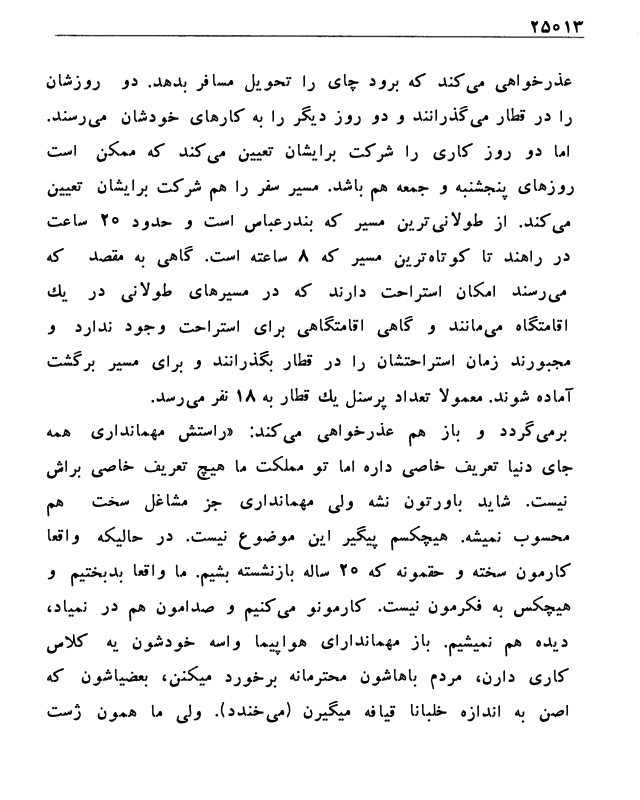 ۲۵۰۱۳
عذرخواهی می‌کند که برود چای را تحویل مسافر بدهد. دو روزشان
را در قطار می‌گذرانند و دو روز دیگر را به کارهای خودشان می‌رسند.
اما دو روز کاری را شرکت برایشان تعیین می‌کند که ممکن است
روزهای پنجشنبه و جمعه هم باشد. مسیر سفر را هم شرکت برایشان تعیین
می‌کند. از طولانی‌ترین مسیر که بندرعباس است و حدود ۲۰ ساعت
در راهند تا کوتاه‌ترین مسیر که ۸ ساعته است. گاهی به مقصد که
می‌رسند امکان استراحت دارند که در مسیرهای طولانی در یك
اقامتگاه می‌مانند و گاهی اقامتگاهی برای استراحت وجود ندارد و
مجبورند زمان استراحتشان را در قطار بگذرانند و برای مسیر برگشت
آماده شوند. معمولا تعداد پرسنل یك قطار به ۱۸ نفر می‌رسد.
برمی‌گردد و باز هم عذرخواهی می‌کند: «راستش مهمانداری همه
جای دنیا تعریف خاصی داره اما تو مملکت ما هیچ تعریف خاصی براش
نیست. شاید باورتون نشه ولی مهمانداری جز مشاغل سخت هم
محسوب نمیشه. هیچکسم پیگیر این موضوع نیست. در حالیکه واقعا
کارمون سخته و حقمونه که ۲۰ ساله بازنشسته بشیم. ما واقعا بدبختیم و
هیچکس به فکرمون نیست. کارمونو می‌کنیم و صدامون هم در نمیاد،
دیده هم نمیشیم. باز مهماندارای هواپیما واسه خودشون یه کلاس
کاری دارن، مردم باهاشون محترمانه برخورد میکنن، بعضیاشون که
اصن به اندازه خلبانا قیافه میگیرن (می‌خندد). ولی ما همون ژست